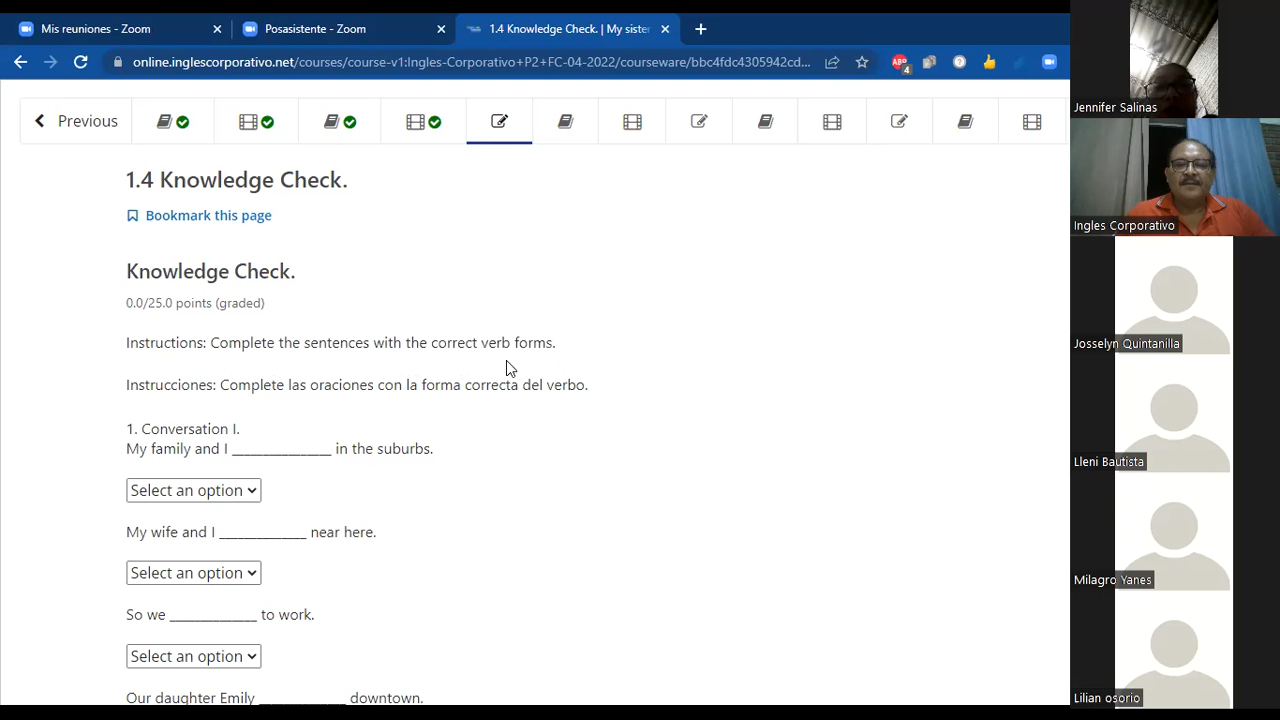 Mis reuniones - Zoom
Posasistente - Zoom
1.4 Knowledge Check. | My sister
online.inglescorporativo.net/courses/course-v1:Ingles-Corporativo+P2+FC-04-2022/courseware/bbc4fdc4305942cd...
ABP
4
Previous
1.4 Knowledge Check.
Bookmark this page
Knowledge Check.
0.0/25.0 points (graded)
Instructions: Complete the sentences with the correct verb forms.
Instrucciones: Complete las oraciones con la forma correcta del verbo.
1. Conversation I.
My family and I ____________ in the suburbs.
Select an option
My wife and I ___________ near here.
Select an option
So we ___________ to work.
Select an option
Our daughter Emily ___________ downtown.
Jennifer Salinas
Ingles Corporativo
Josselyn Quintanilla
Lleni Bautista
Milagro Yanes
Lilian osorio